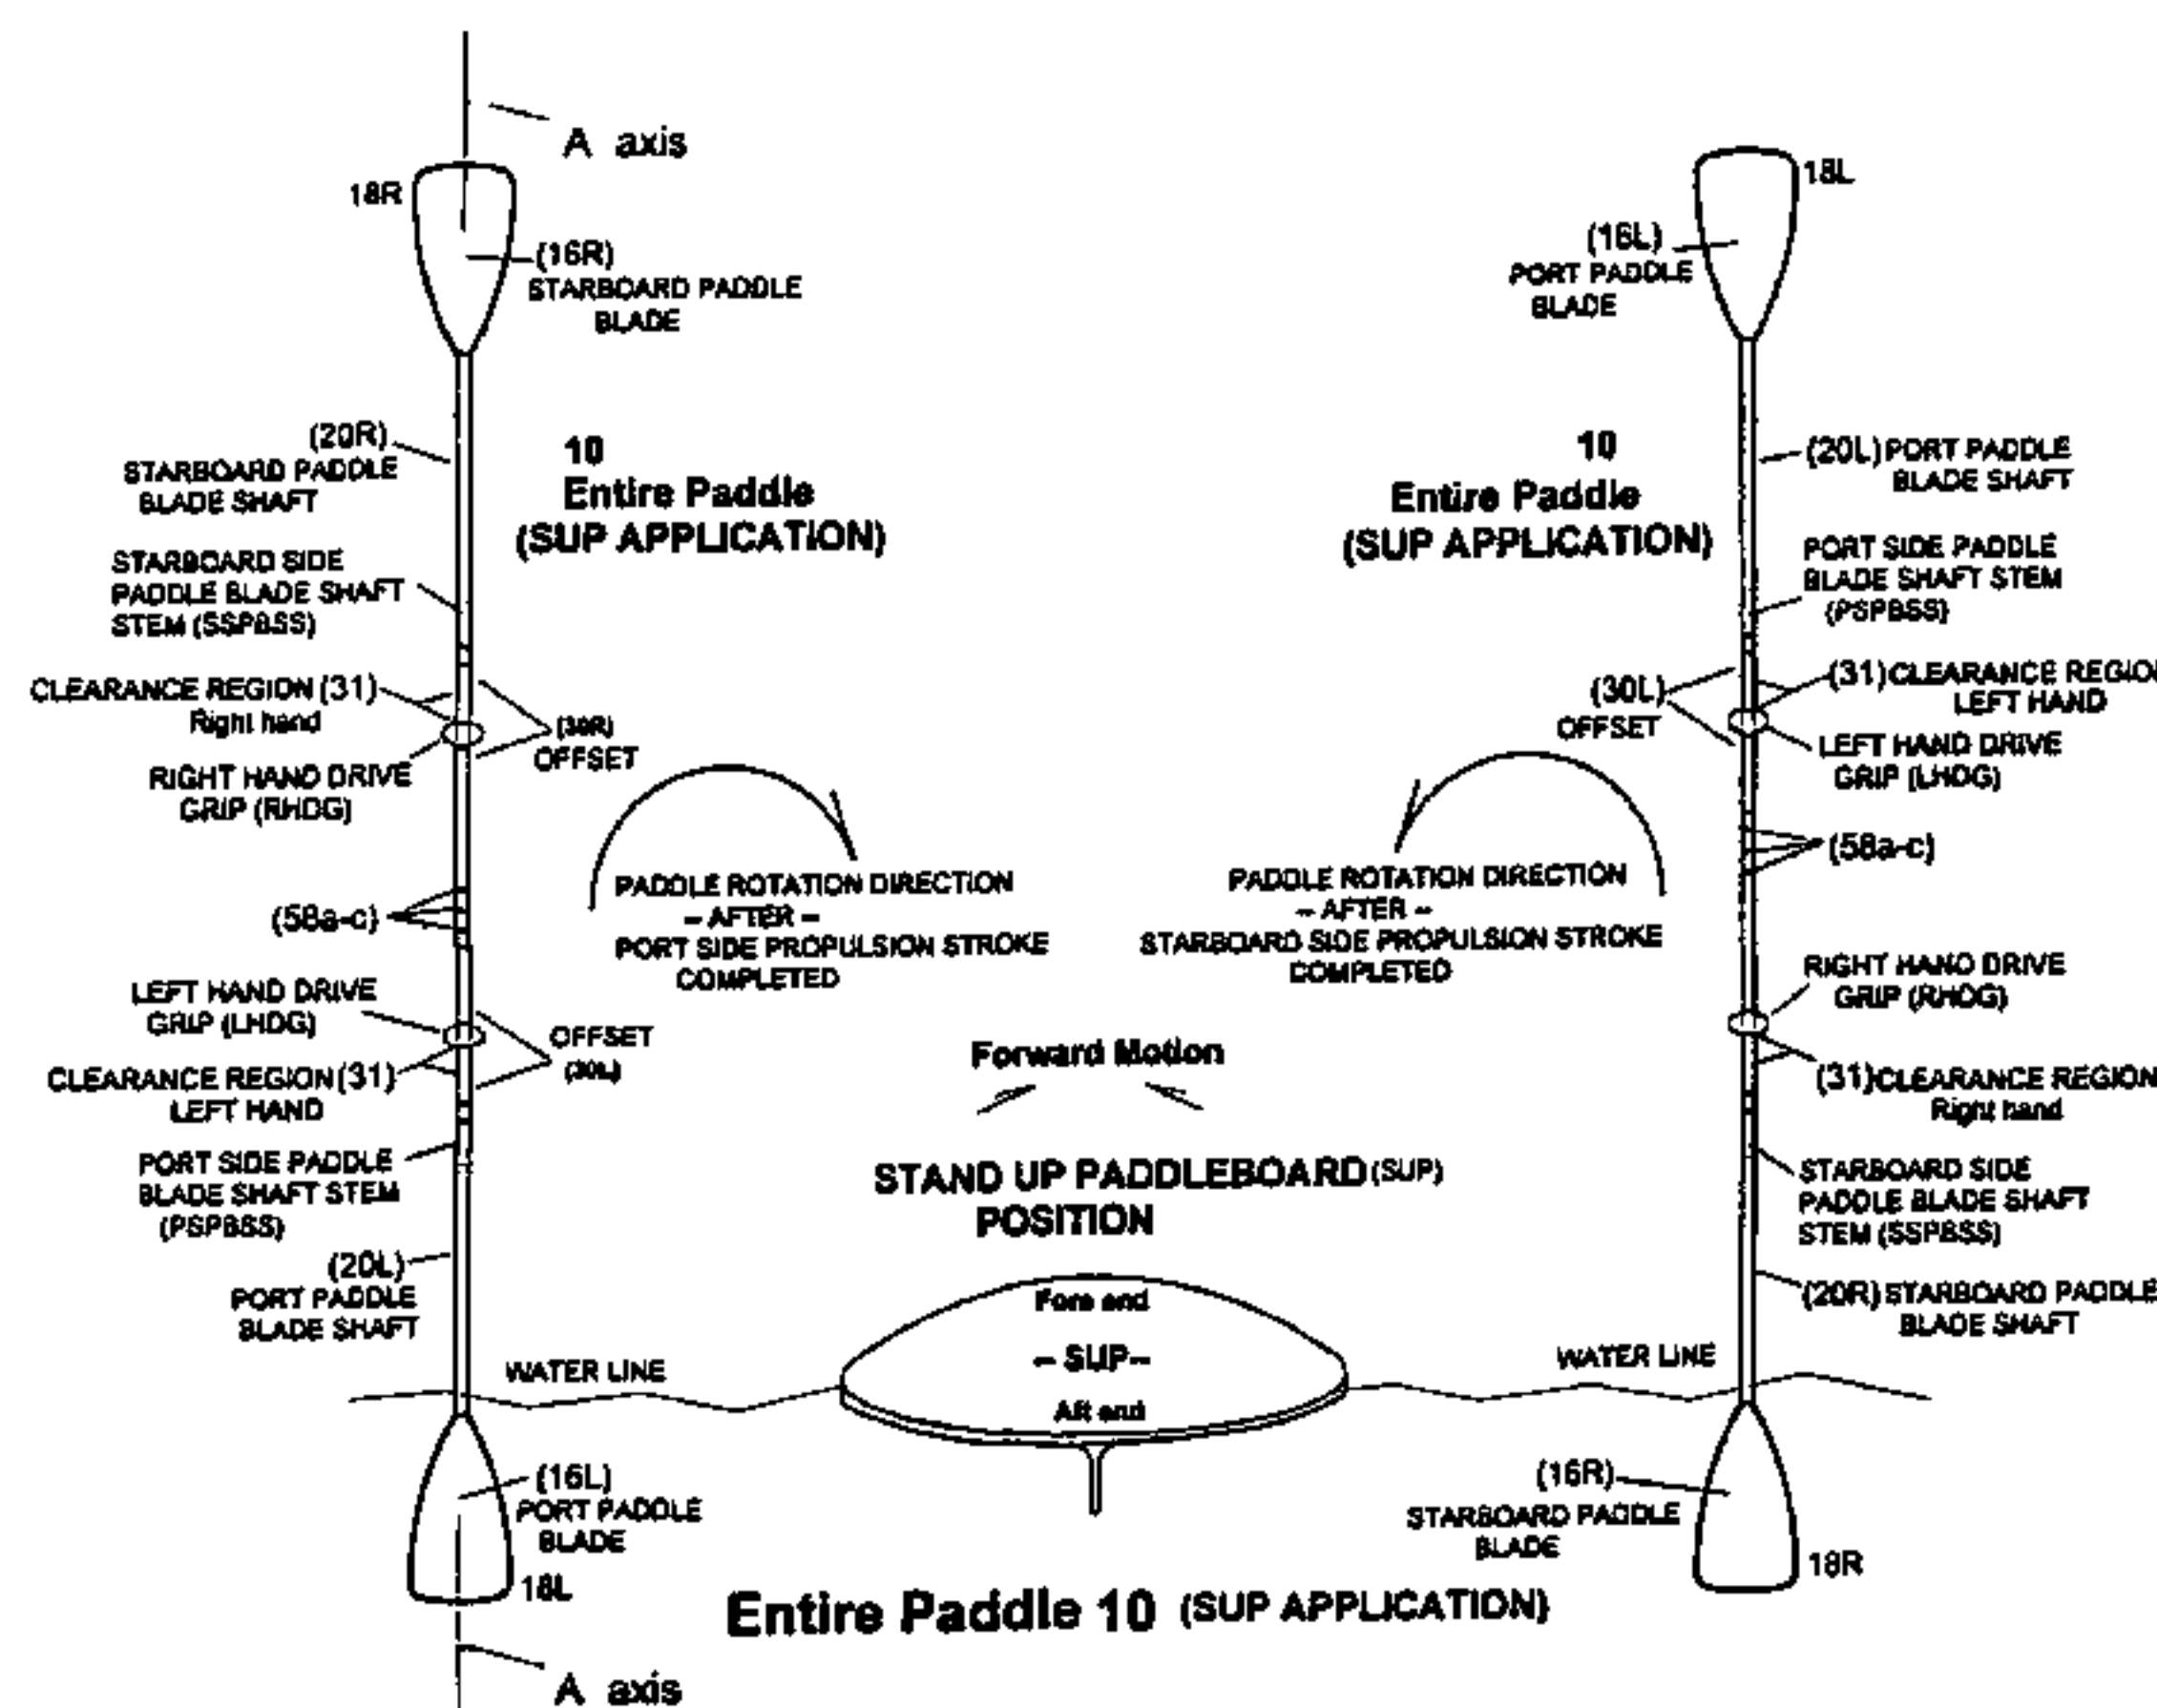 A axis
18R
(16R)
STARBOARD PADDLE
BLADE
(20R)
STARBOARD PADDLE
BLADE SHAFT
10
Entire Paddle
(SUP APPLICATION)
STARBOARD SIDE
PADDLE BLADE SHAFT
STEM (SSPBSS)
CLEARANCE REGION (31)
Right hand
(30R)
OFFSET
RIGHT HAND DRIVE
GRIP (RHDG)
PADDLE ROTATION DIRECTION
-- AFTER --
PORT SIDE PROPULSION STROKE
COMPLETED
(58a-c)
LEFT HAND DRIVE
GRIP (LHDG)
OFFSET
(30L)
CLEARANCE REGION (31)
LEFT HAND
PORT SIDE PADDLE
BLADE SHAFT STEM
(PSPBSS)
(20L)
PORT PADDLE
BLADE SHAFT
WATER LINE
(16L)
PORT PADDLE
BLADE
18L
A axis
Forward Motion
STAND UP PADDLEBOARD (SUP)
POSITION
Fore end
-- SUP--
Aft end
Entire Paddle 10 (SUP APPLICATION)
18L
(16L)
PORT PADDLE
BLADE
10
Entire Paddle
(SUP APPLICATION)
(20L) PORT PADDLE
BLADE SHAFT
PORT SIDE PADDLE
BLADE SHAFT STEM
(PSPBSS)
(30L)
OFFSET
(31) CLEARANCE REGIO
LEFT HAND
LEFT HAND DRIVE
GRIP (LHDG)
(58a-c)
PADDLE ROTATION DIRECTION
-- AFTER --
STARBOARD SIDE PROPULSION STROKE
COMPLETED
RIGHT HAND DRIVE
GRIP (RHDG)
(31) CLEARANCE REGION
Right hand
STARBOARD SIDE
PADDLE BLADE SHAFT
STEM (SSPBSS)
(20R) STARBOARD PADDLE
BLADE SHAFT
WATER LINE
(16R)
STARBOARD PADDLE
BLADE
18R